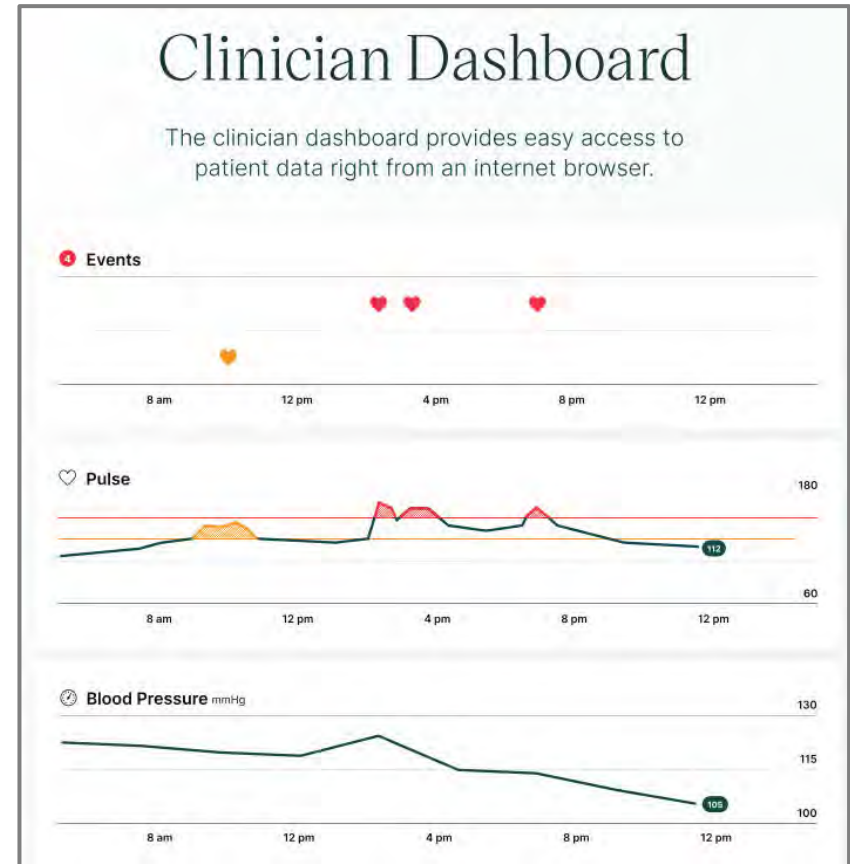 Clinician Dashboard
The clinician dashboard provides easy access to
patient data right from an internet browser.
4 Events
8 am 12 pm 4 pm 8 pm 12 pm
Pulse
180
112
60
8 am 12 pm 4 pm 8 pm 12 pm
Blood Pressure mmHg
130
115
105
100
8 am 12 pm 4 pm 8 pm 12 pm